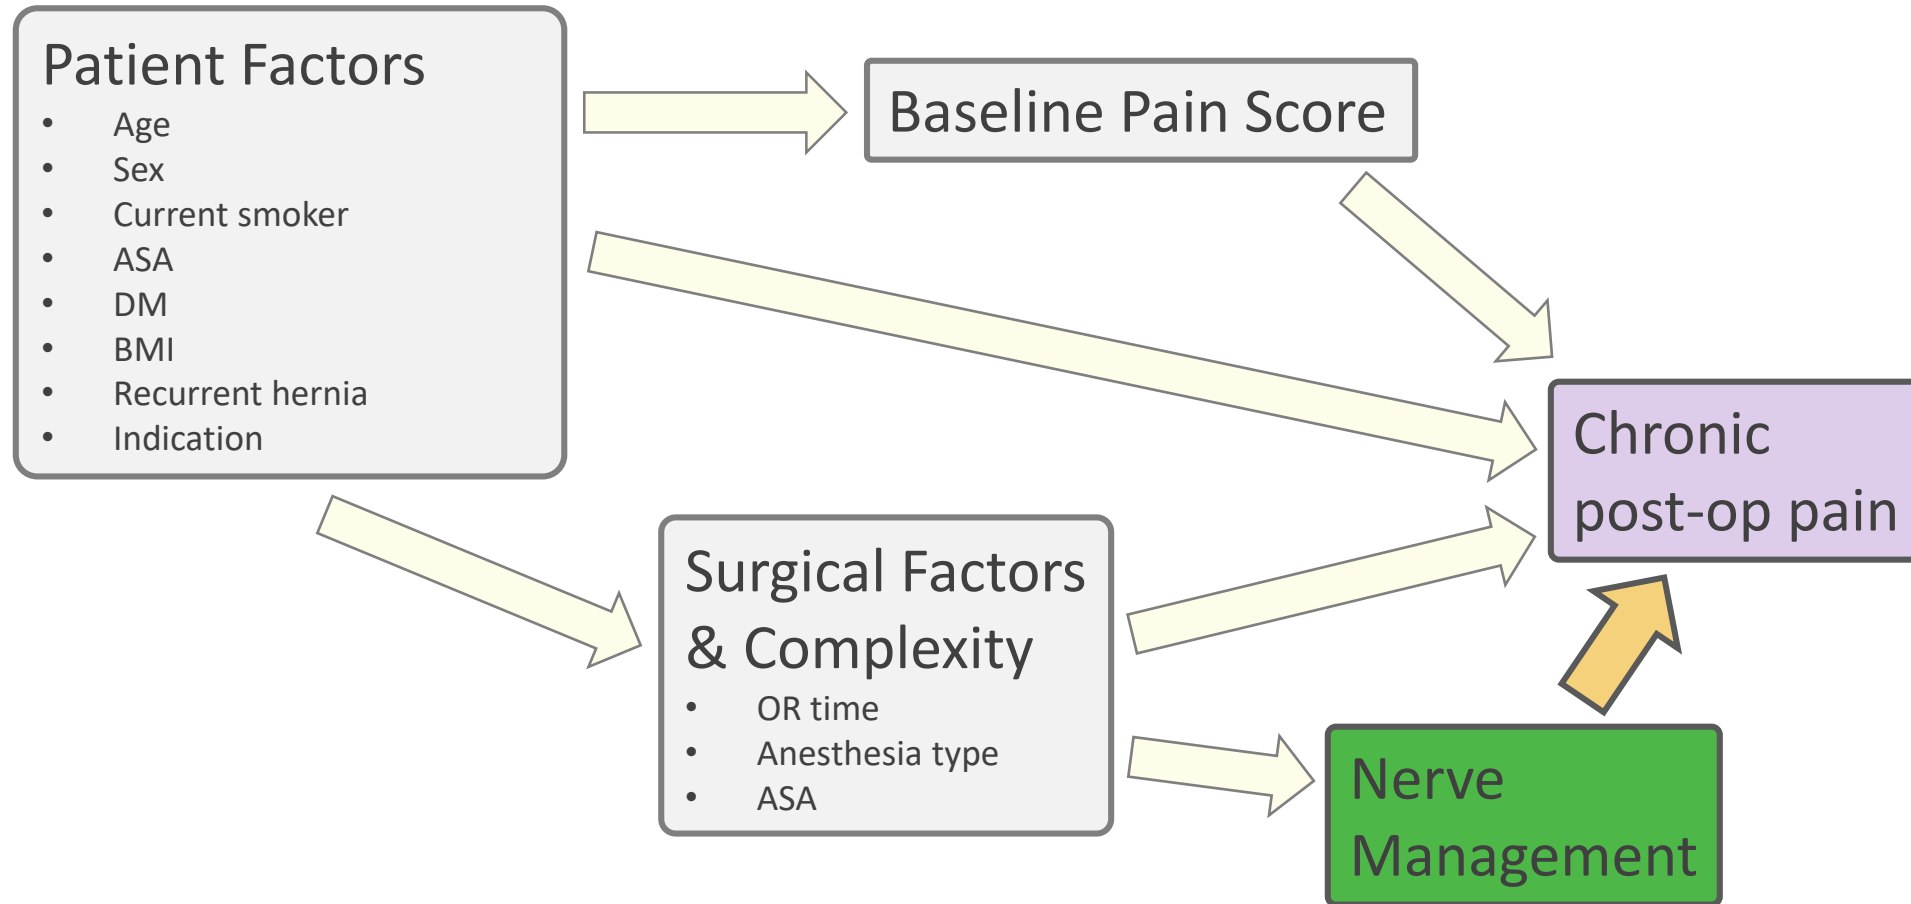 Patient Factors
• Age
• Sex
• Current smoker
• ASA
• DM
• BMI
• Recurrent hernia
• Indication
Baseline Pain Score
Surgical Factors
& Complexity
• OR time
• Anesthesia type
• ASA
Chronic
post-op pain
Nerve
Management